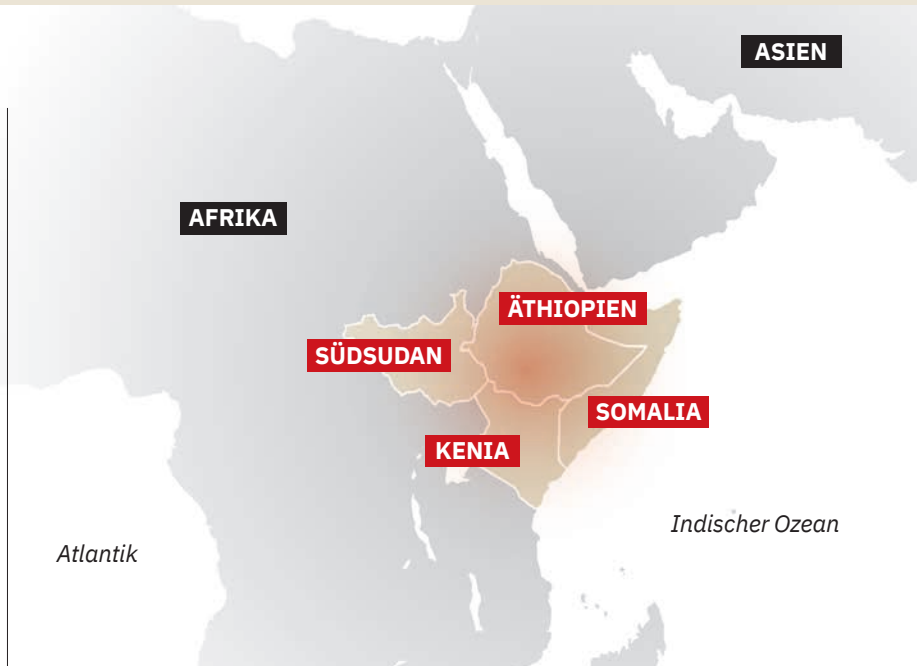 ASIEN
AFRIKA
ÄTHIOPIEN
SÜDSUDAN
SOMALIA
KENIA
Indischer Ozean
Atlantik